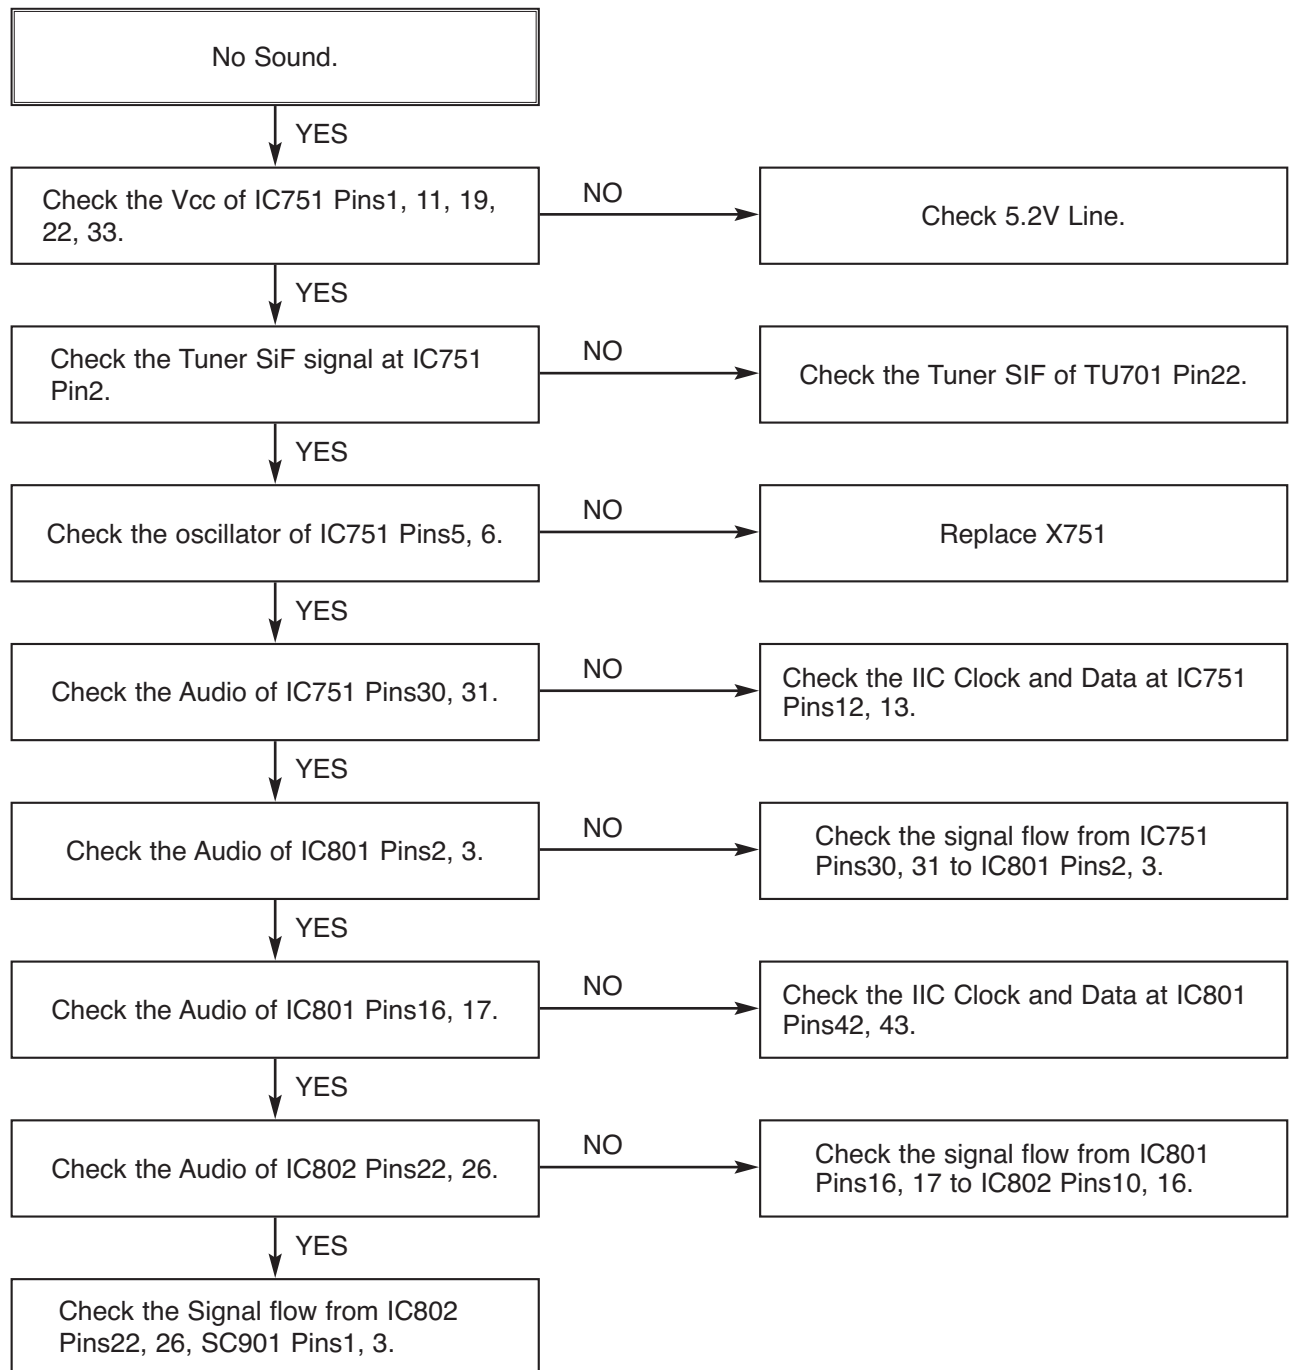 No Sound.
YES
Check the Vcc of IC751 Pins1, 11, 19,
22, 33.
NO
Check 5.2V Line.
YES
Check the Tuner SiF signal at IC751
Pin2.
NO
Check the Tuner SIF of TU701 Pin22.
YES
Check the oscillator of IC751 Pins5, 6.
NO
Replace X751
YES
Check the Audio of IC751 Pins30, 31.
NO
Check the IIC Clock and Data at IC751
Pins12, 13.
YES
Check the Audio of IC801 Pins2, 3.
NO
Check the signal flow from IC751
Pins30, 31 to IC801 Pins2, 3.
YES
Check the Audio of IC801 Pins16, 17.
NO
Check the IIC Clock and Data at IC801
Pins42, 43.
YES
Check the Audio of IC802 Pins22, 26.
NO
Check the signal flow from IC801
Pins16, 17 to IC802 Pins10, 16.
YES
Check the Signal flow from IC802
Pins22, 26, SC901 Pins1, 3.